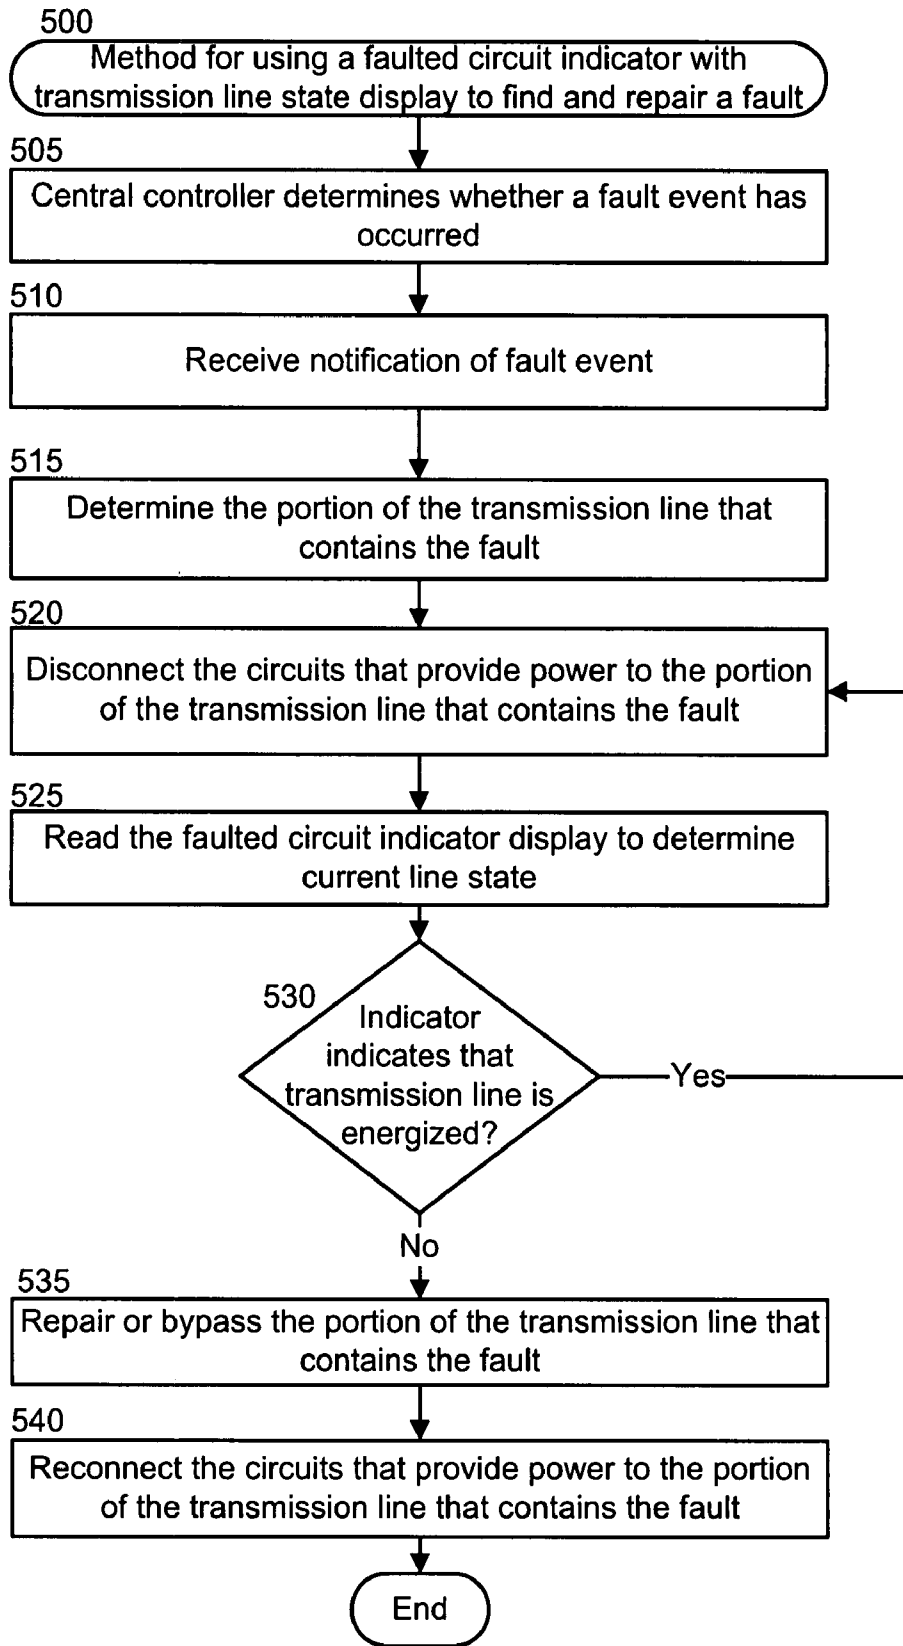 500
Method for using a faulted circuit indicator with
transmission line state display to find and repair a fault
505
Central controller determines whether a fault event has
occurred
510
Receive notification of fault event
515
Determine the portion of the transmission line that
contains the fault
520
Disconnect the circuits that provide power to the portion
of the transmission line that contains the fault
525
Read the faulted circuit indicator display to determine
current line state
530
Indicator
indicates that
transmission line is
energized?
Yes
No
535
Repair or bypass the portion of the transmission line that
contains the fault
540
Reconnect the circuits that provide power to the portion
of the transmission line that contains the fault
End